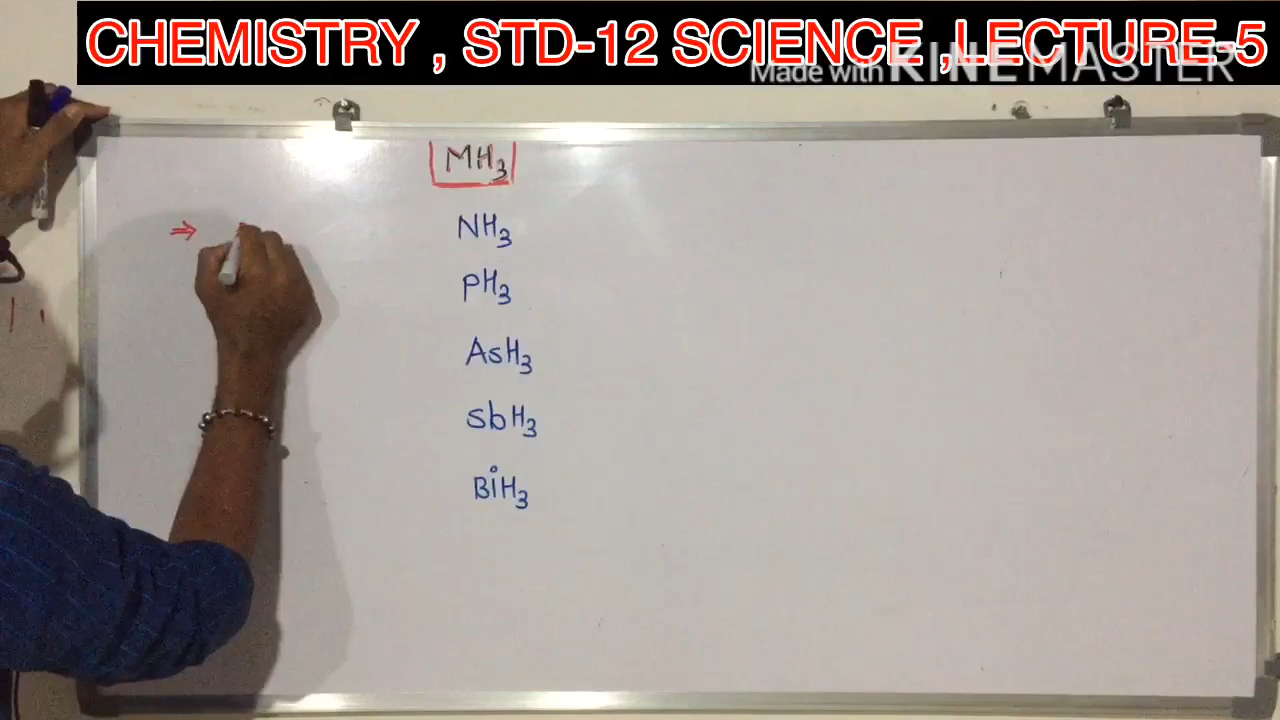 CHEMISTRY , STD-12 SCIENCE ,LECTURE-5
Made with KINEMASTER
MH₃
⇒
NH₃
PH₃
AsH₃
sbH₃
BiH₃